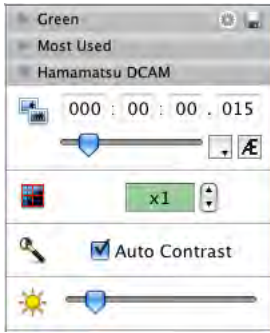 Green
Most Used
Hamamatsu DCAM
000 : 00 : 00 . 015
Æ
x1
Auto Contrast